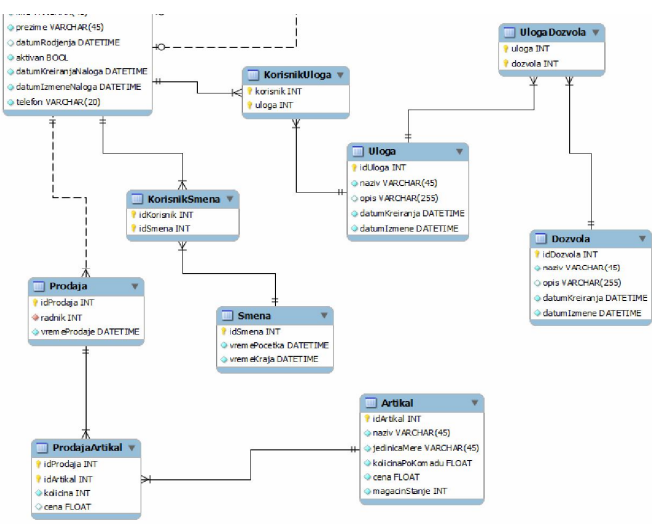 prezime VARCHAR(45)
datumRodjenja DATETIME
aktivan BOOL
datumKreiranjaNaloga DATETIME
datumIzmeneNaloga DATETIME
telefon VARCHAR(20)
KorisnikUloga
korisnik INT
uloga INT
UlogaDozvola
uloga INT
dozvola INT
Uloga
idUloga INT
naziv VARCHAR(45)
opis VARCHAR(255)
datumKreiranja DATETIME
datumIzmene DATETIME
KorisnikSmena
idKorisnik INT
idSmena INT
Dozvola
idDozvola INT
naziv VARCHAR(45)
opis VARCHAR(255)
datumKreiranja DATETIME
datumIzmene DATETIME
Prodaja
idProdaja INT
radnik INT
vremeProdaje DATETIME
Smena
idSmena INT
vremePocetka DATETIME
vremeKraja DATETIME
Artikal
idArtikal INT
naziv VARCHAR(45)
jedinicaMere VARCHAR(45)
kolicinaPoKomadu FLOAT
cena FLOAT
magacinStanje INT
ProdajaArtikal
idProdaja INT
idArtikal INT
kolicina INT
cena FLOAT